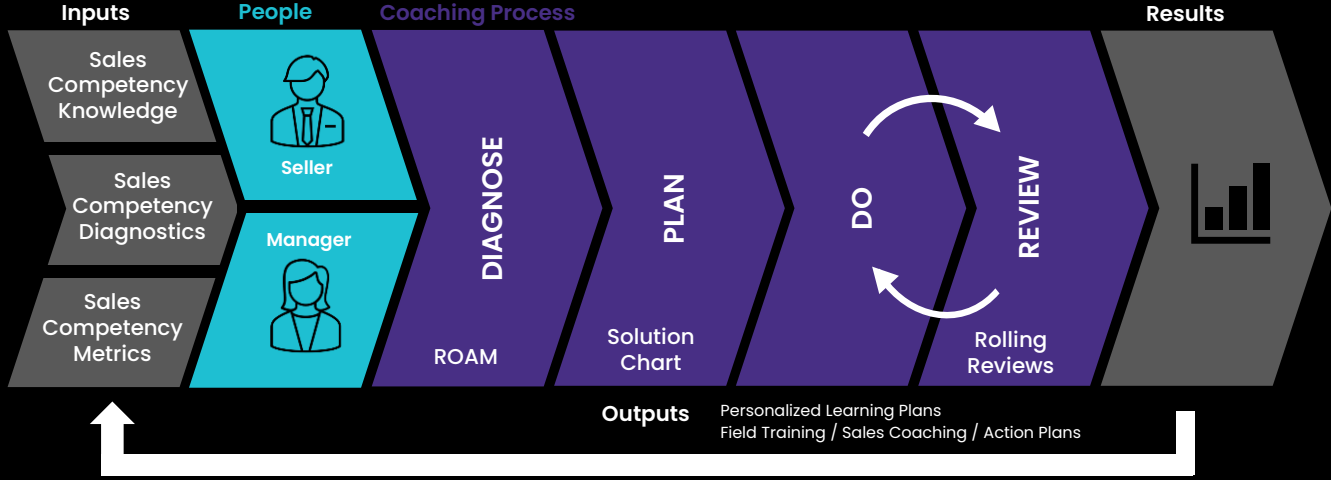 Inputs
People
Coaching Process
Results
Sales
Competency
Knowledge
Sales
Competency
Diagnostics
Sales
Competency
Metrics
Seller
Manager
DIAGNOSE
ROAM
PLAN
Solution
Chart
DO
REVIEW
Rolling
Reviews
Outputs
Personalized Learning Plans
Field Training / Sales Coaching / Action Plans